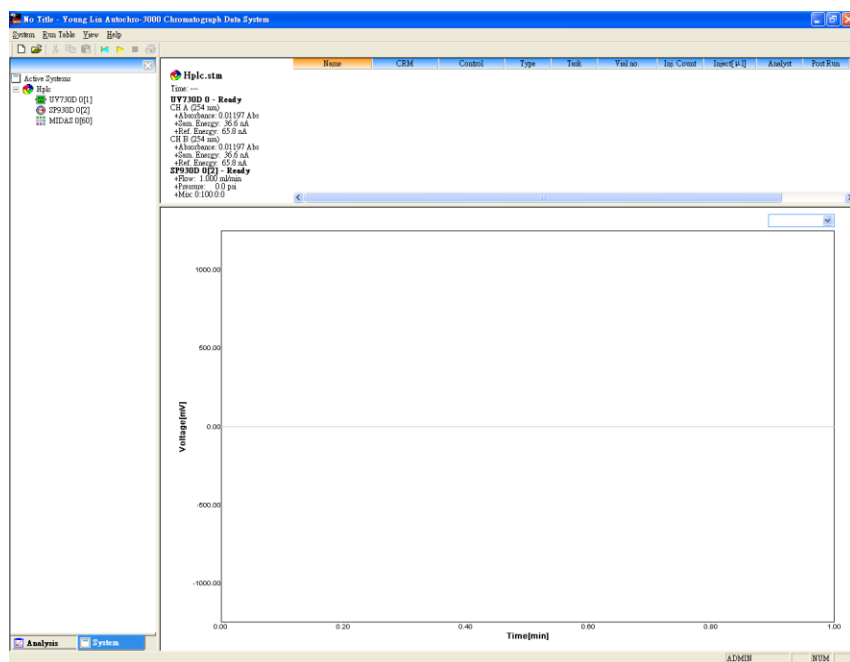 No Title - Young Lin Autochro-3000 Chromatograph Data System
System Run Table View Help
Active Systems
Hplc
UV730D 0[1]
SP930D 0[2]
MIDAS 0[60]
Hplc.stm
Time: ---
UV730D 0 - Ready
CH A (254 nm)
+Absorbance: 0.01197 Abs
+Sam. Energy: 36.6 nA
+Ref. Energy: 65.8 nA
CH B (254 nm)
+Absorbance: 0.01197 Abs
+Sam. Energy: 36.6 nA
+Ref. Energy: 65.8 nA
SP930D 0[2] - Ready
+Flow: 1.000 ml/min
+Pressure: 0.0 psi
+Mix: 0:100:0:0
Name CRM Control Type Task Vial no. Inj. Count Inject[µl] Analyst Post Run
1000.00
500.00
0.00
-500.00
-1000.00
Voltage[mV]
0.00 0.20 0.40 0.60 0.80 1.00
Time[min]
Analysis System
ADMIN NUM